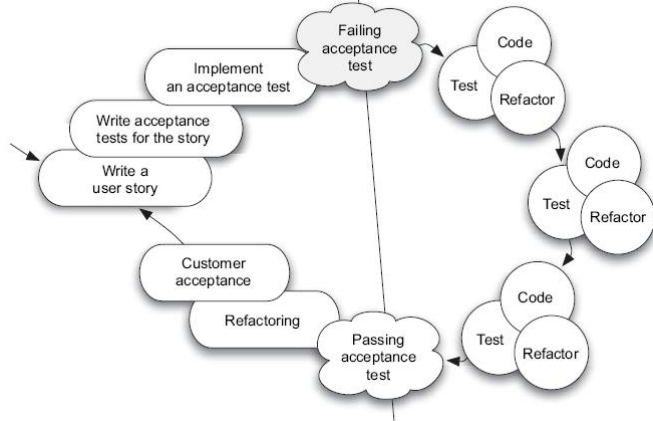 Failing
acceptance
test
Implement
an acceptance test
Write acceptance
tests for the story
Write a
user story
Code
Test
Refactor
Code
Test
Refactor
Code
Test
Refactor
Passing
acceptance
test
Refactoring
Customer
acceptance